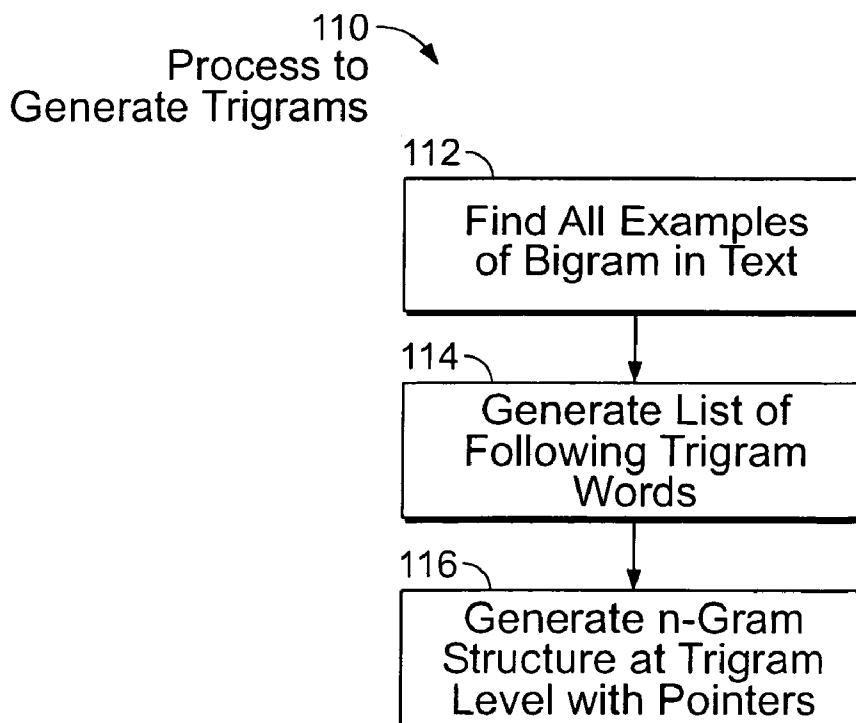 110
Process to
Generate Trigrams
112
Find All Examples
of Bigram in Text
114
Generate List of
Following Trigram
Words
116
Generate n-Gram
Structure at Trigram
Level with Pointers